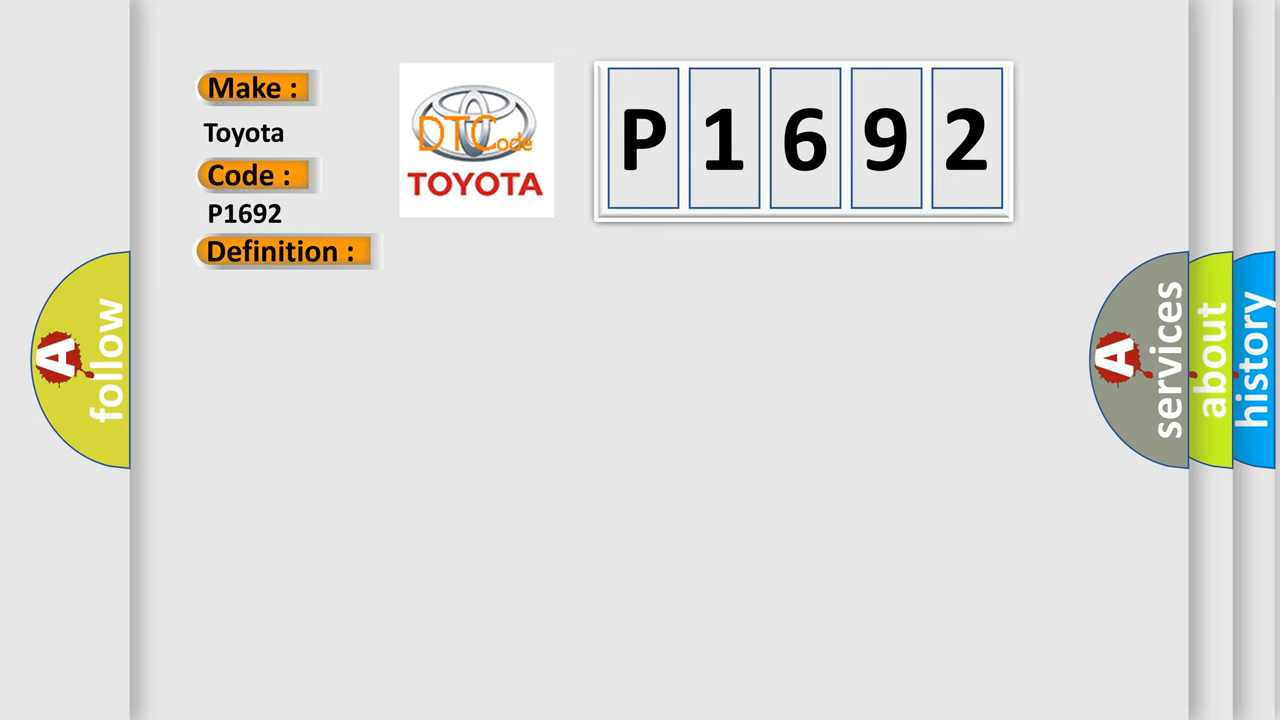 Make :
Toyota
Code :
P1692
Definition :
DTCode
TOYOTA
P 1 6 9 2
A follow
A services
about
history